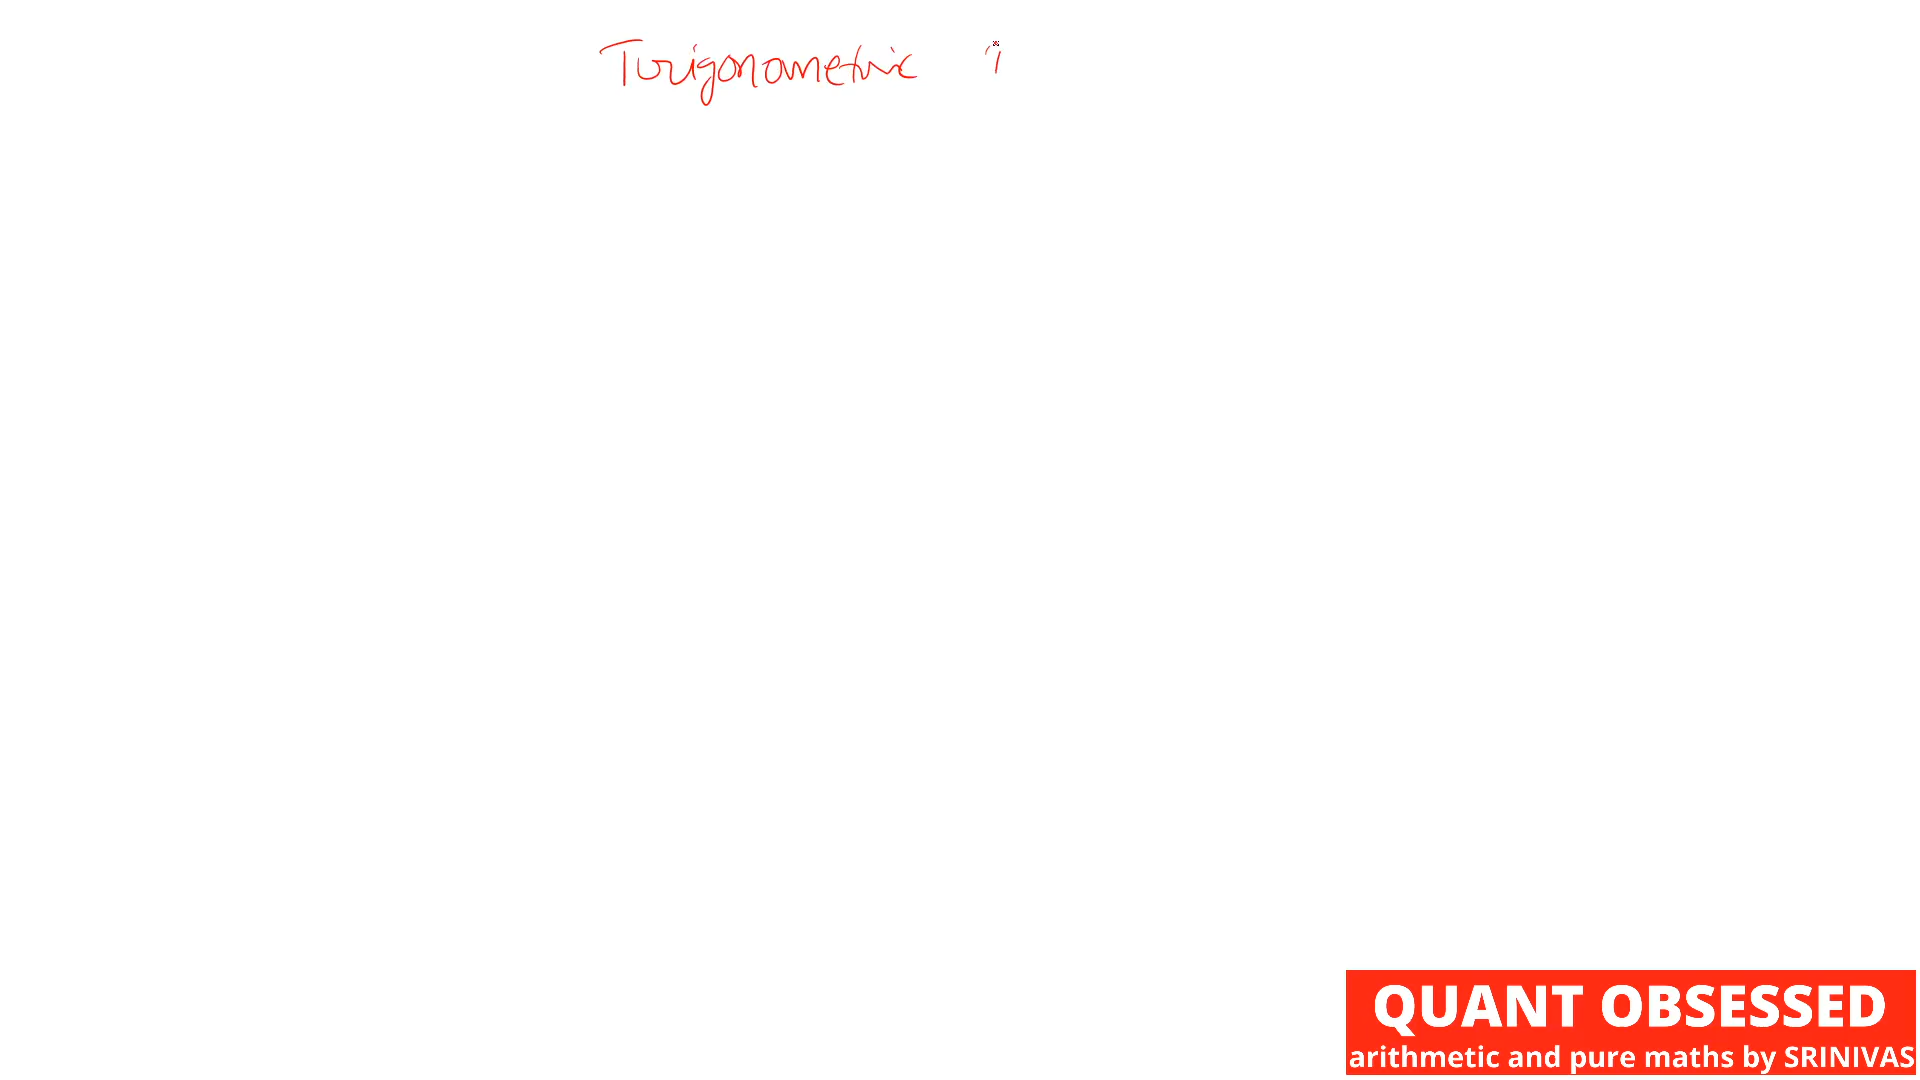 Trigonometric
QUANT OBSESSED
arithmetic and pure maths by SRINIVAS